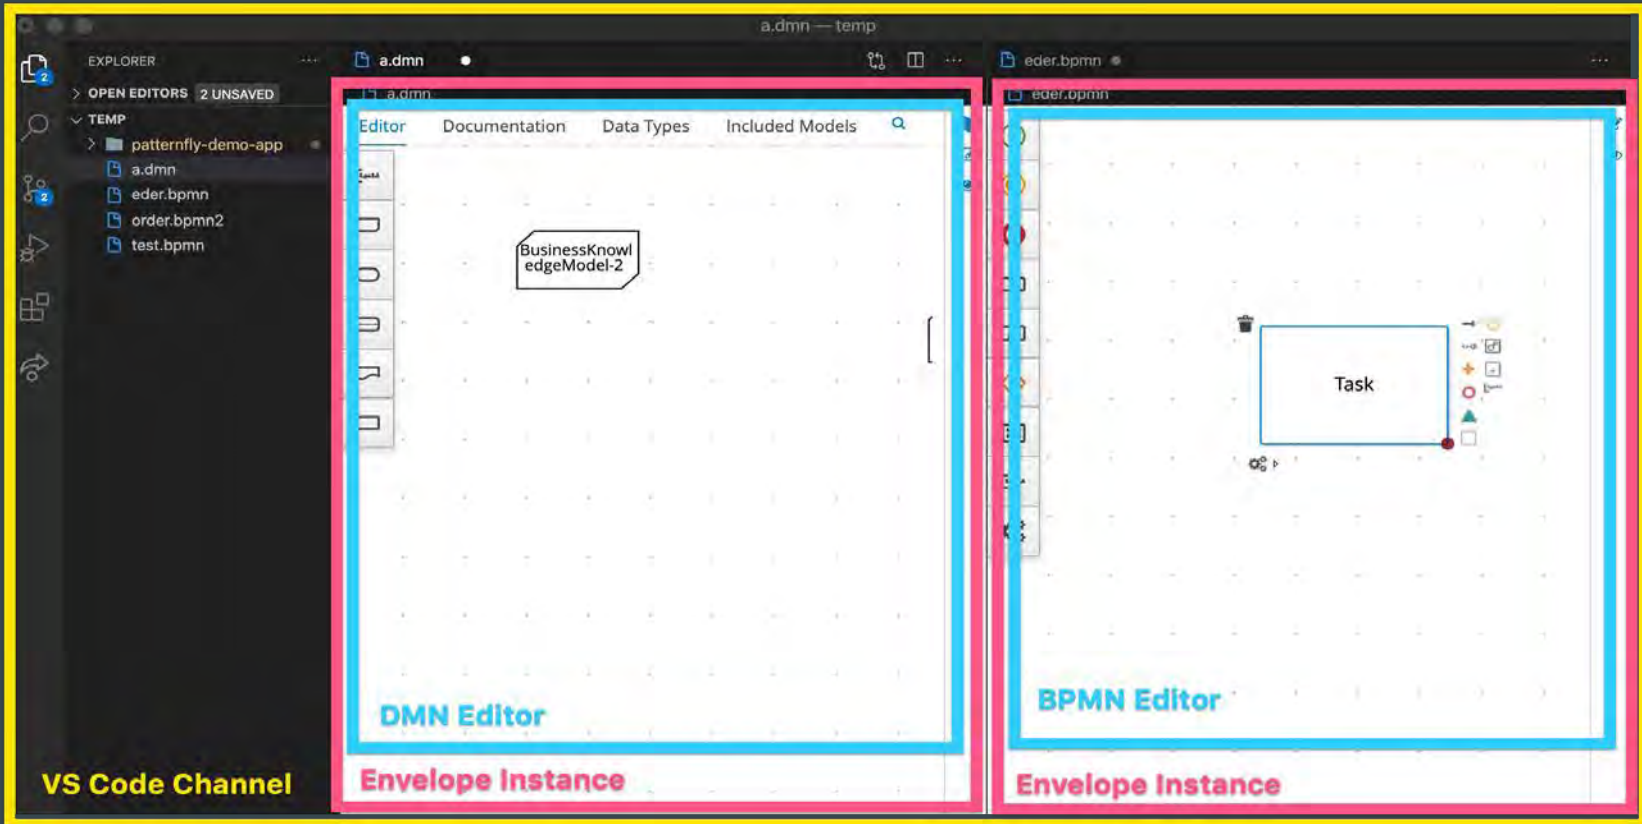 a.dmn — temp
EXPLORER
OPEN EDITORS 2 UNSAVED
TEMP
patternfly-demo-app
a.dmn
eder.bpmn
order.bpmn2
test.bpmn
2
2
a.dmn
a.dmn
Editor Documentation Data Types Included Models
BusinessKnowl
edgeModel-2
DMN Editor
Envelope Instance
eder.bpmn
eder.bpmn
Task
BPMN Editor
Envelope Instance
VS Code Channel